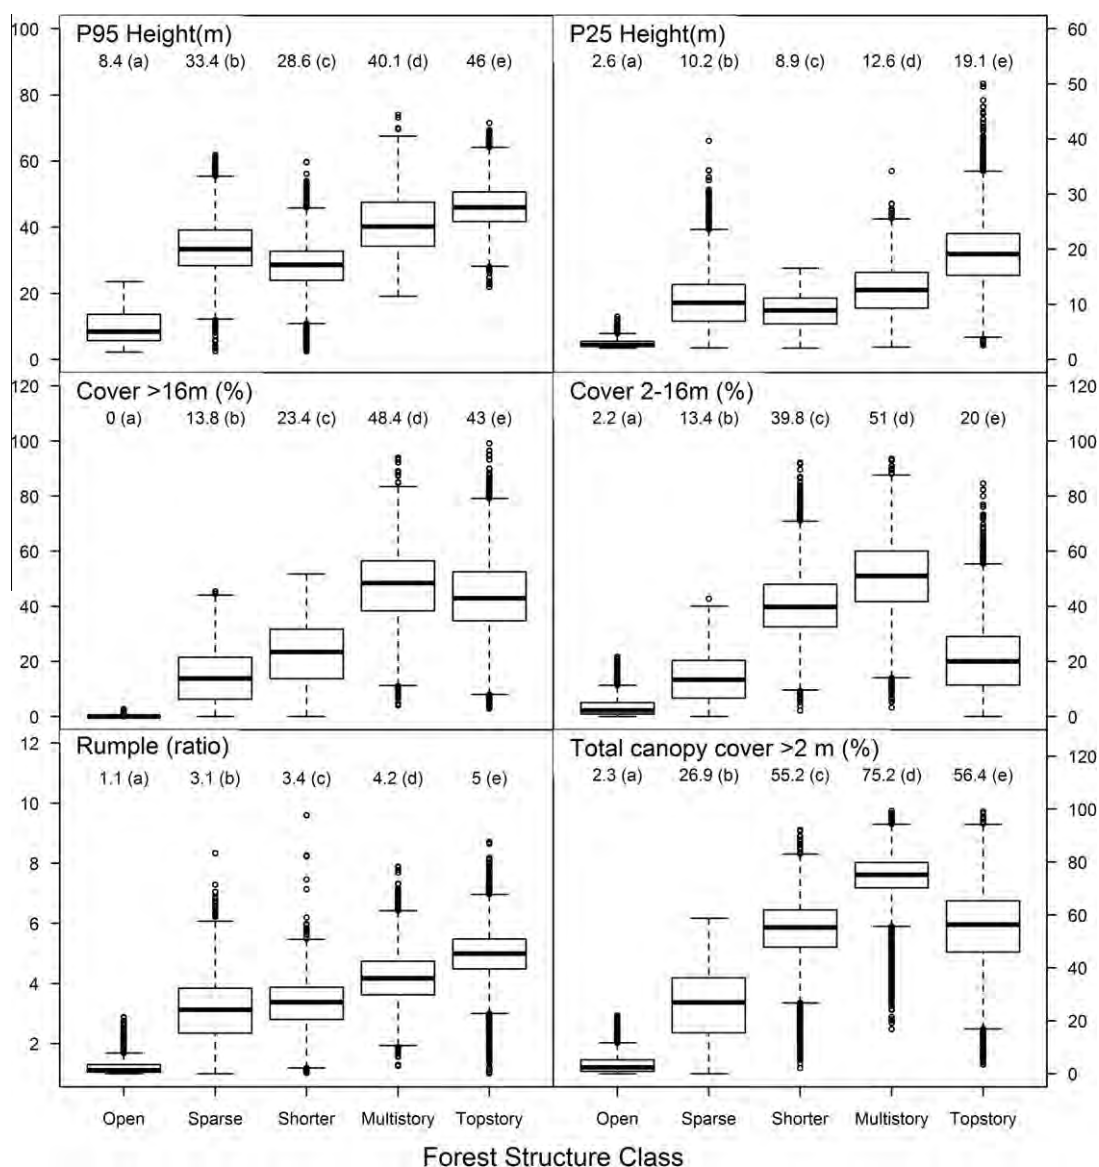 P95 Height(m)
8.4 (a) 33.4 (b) 28.6 (c) 40.1 (d) 46 (e)
100
80
60
40
20
0
P25 Height(m)
2.6 (a) 10.2 (b) 8.9 (c) 12.6 (d) 19.1 (e)
60
50
40
30
20
10
0
Cover >16m (%)
0 (a) 13.8 (b) 23.4 (c) 48.4 (d) 43 (e)
120
100
80
60
40
20
0
Cover 2-16m (%)
2.2 (a) 13.4 (b) 39.8 (c) 51 (d) 20 (e)
120
100
80
60
40
20
0
Rumple (ratio)
1.1 (a) 3.1 (b) 3.4 (c) 4.2 (d) 5 (e)
12
10
8
6
4
2
Total canopy cover >2 m (%)
2.3 (a) 26.9 (b) 55.2 (c) 75.2 (d) 56.4 (e)
120
100
80
60
40
20
0
Open Sparse Shorter Multistory Topstory
Open Sparse Shorter Multistory Topstory
Forest Structure Class